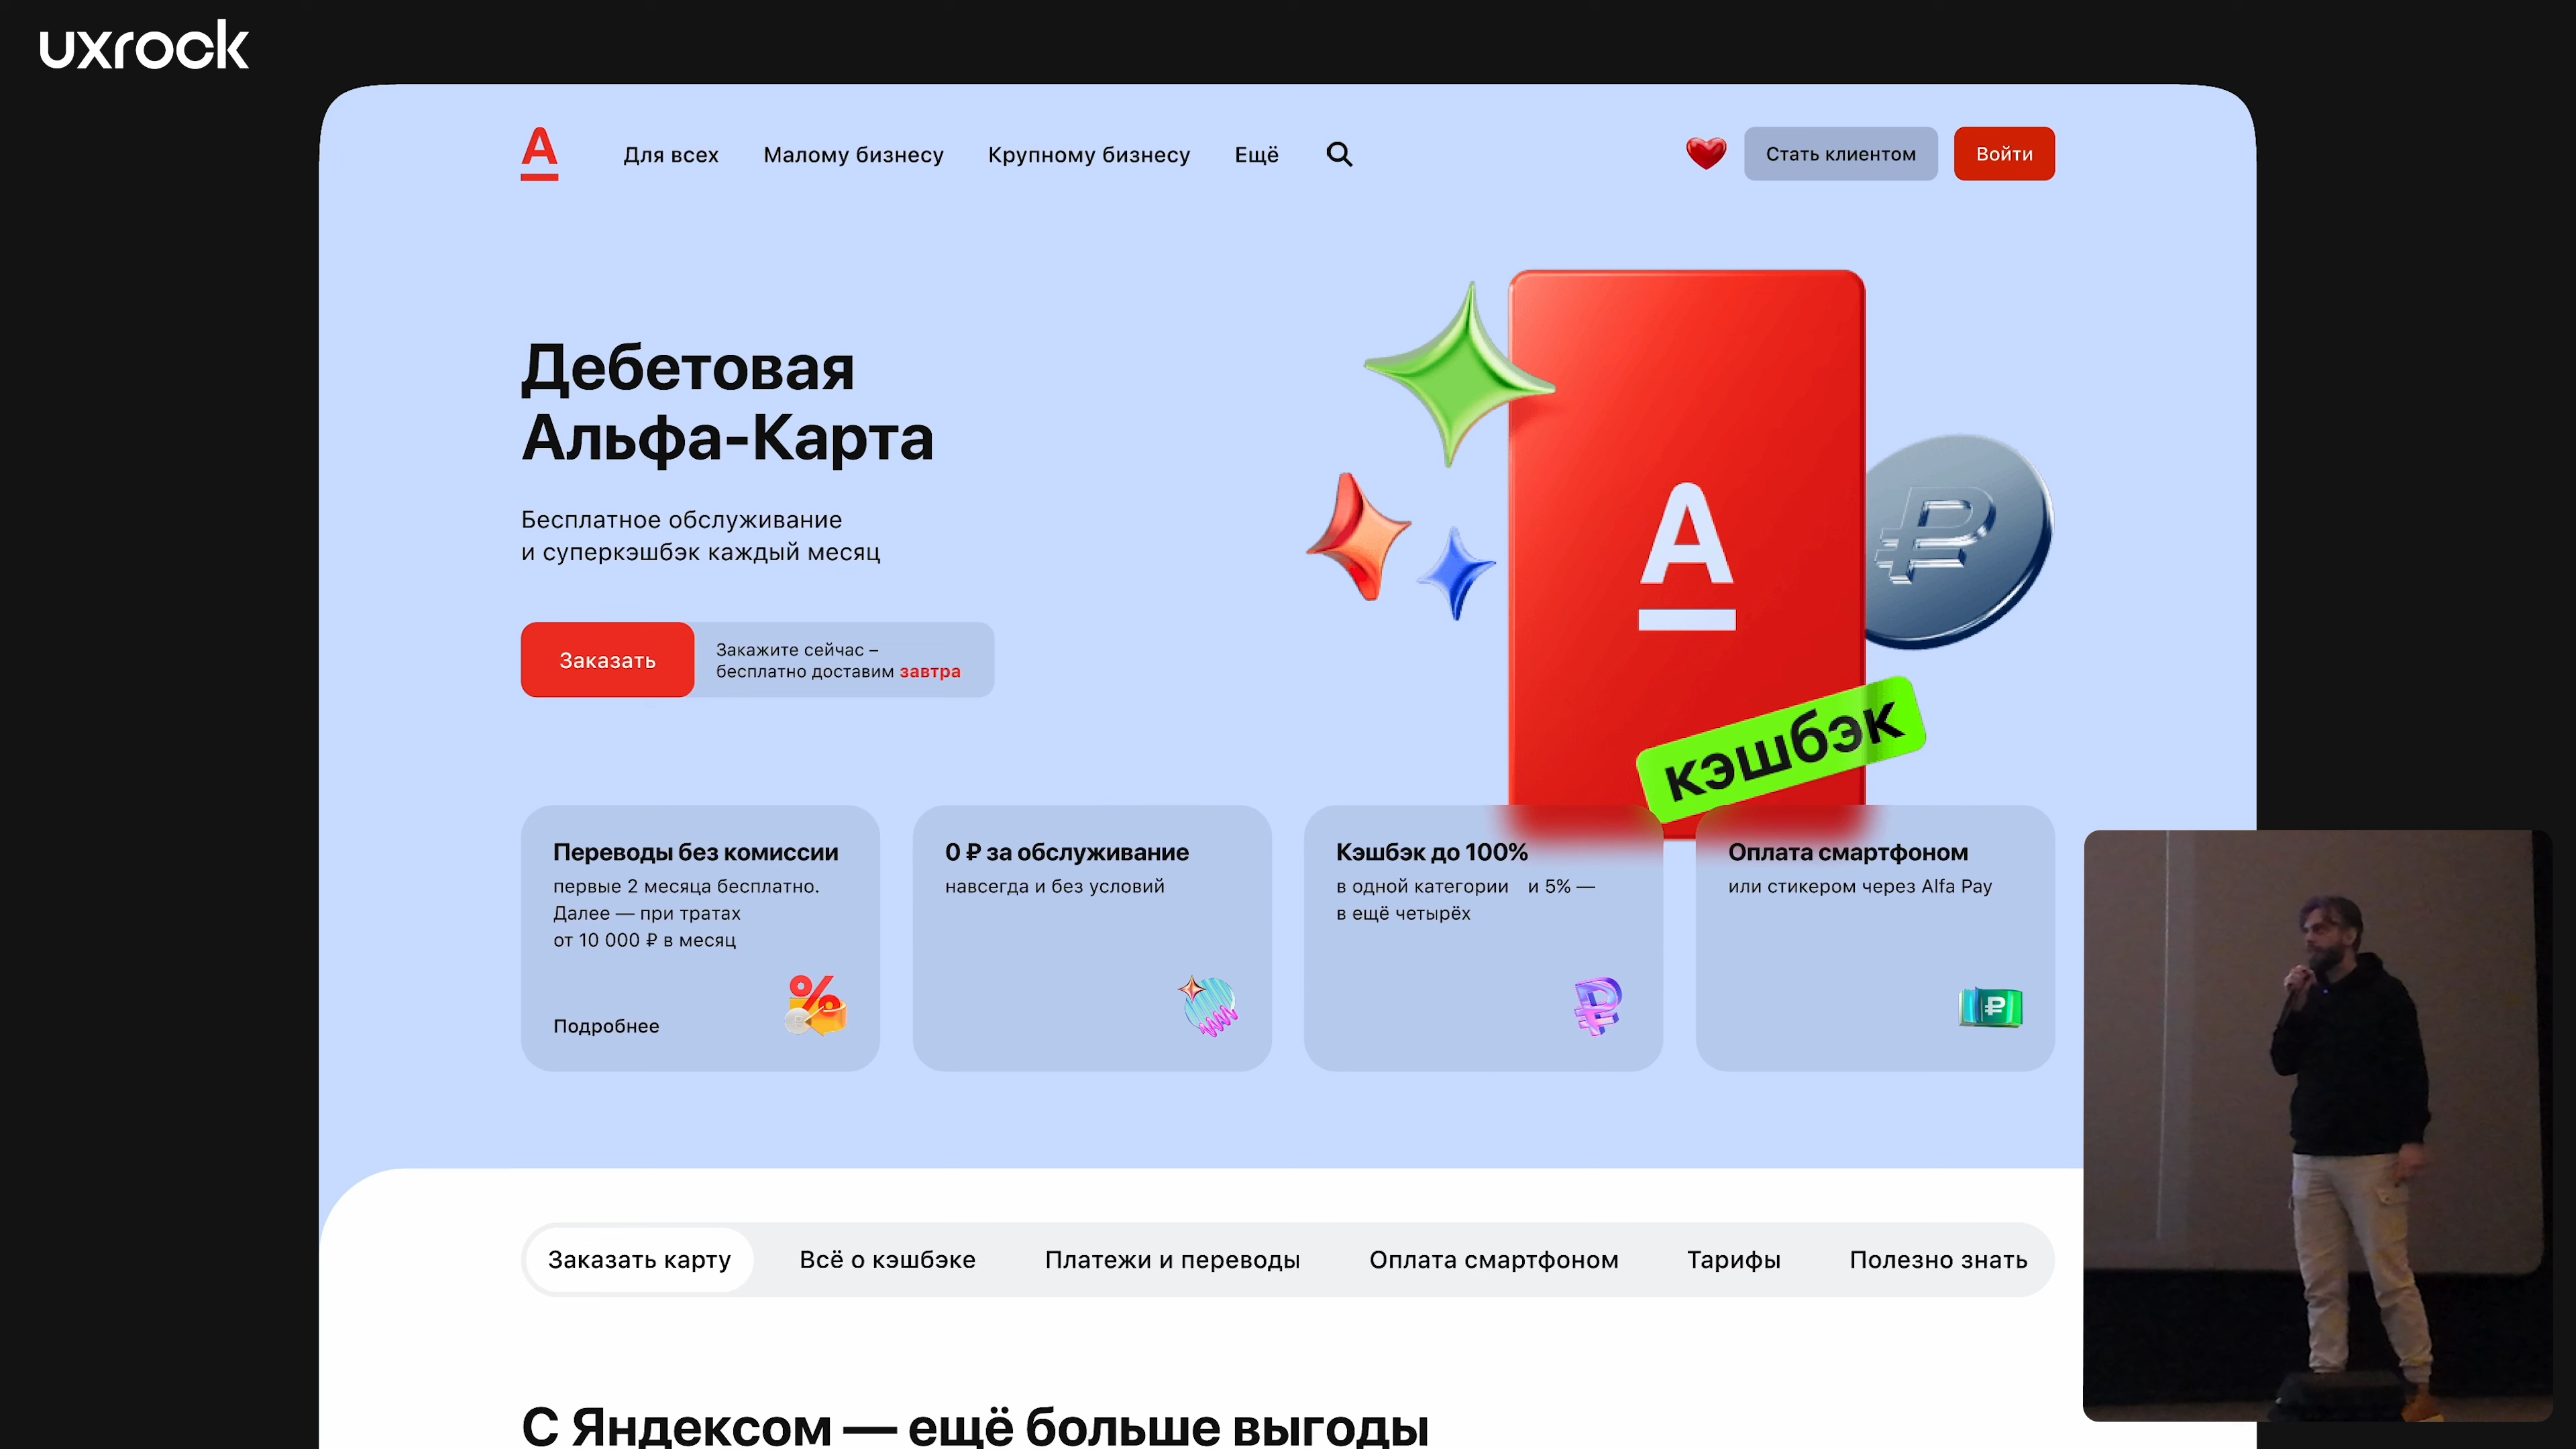 uxrock
А
Для всех
Малому бизнесу
Крупному бизнесу
Ещё
Стать клиентом
Войти
Дебетовая
Альфа-Карта
Бесплатное обслуживание
и суперкэшбэк каждый месяц
Заказать
Закажите сейчас –
бесплатно доставим завтра
А
₽
кэшбэк
Переводы без комиссии
первые 2 месяца бесплатно.
Далее — при тратах
от 10 000 ₽ в месяц
Подробнее
%
0 ₽ за обслуживание
навсегда и без условий
Кэшбэк до 100%
в одной категории и 5% —
в ещё четырёх
₽
Оплата смартфоном
или стикером через Alfa Pay
₽
Заказать карту
Всё о кэшбэке
Платежи и переводы
Оплата смартфоном
Тарифы
Полезно знать
С Яндексом — ещё больше выгоды